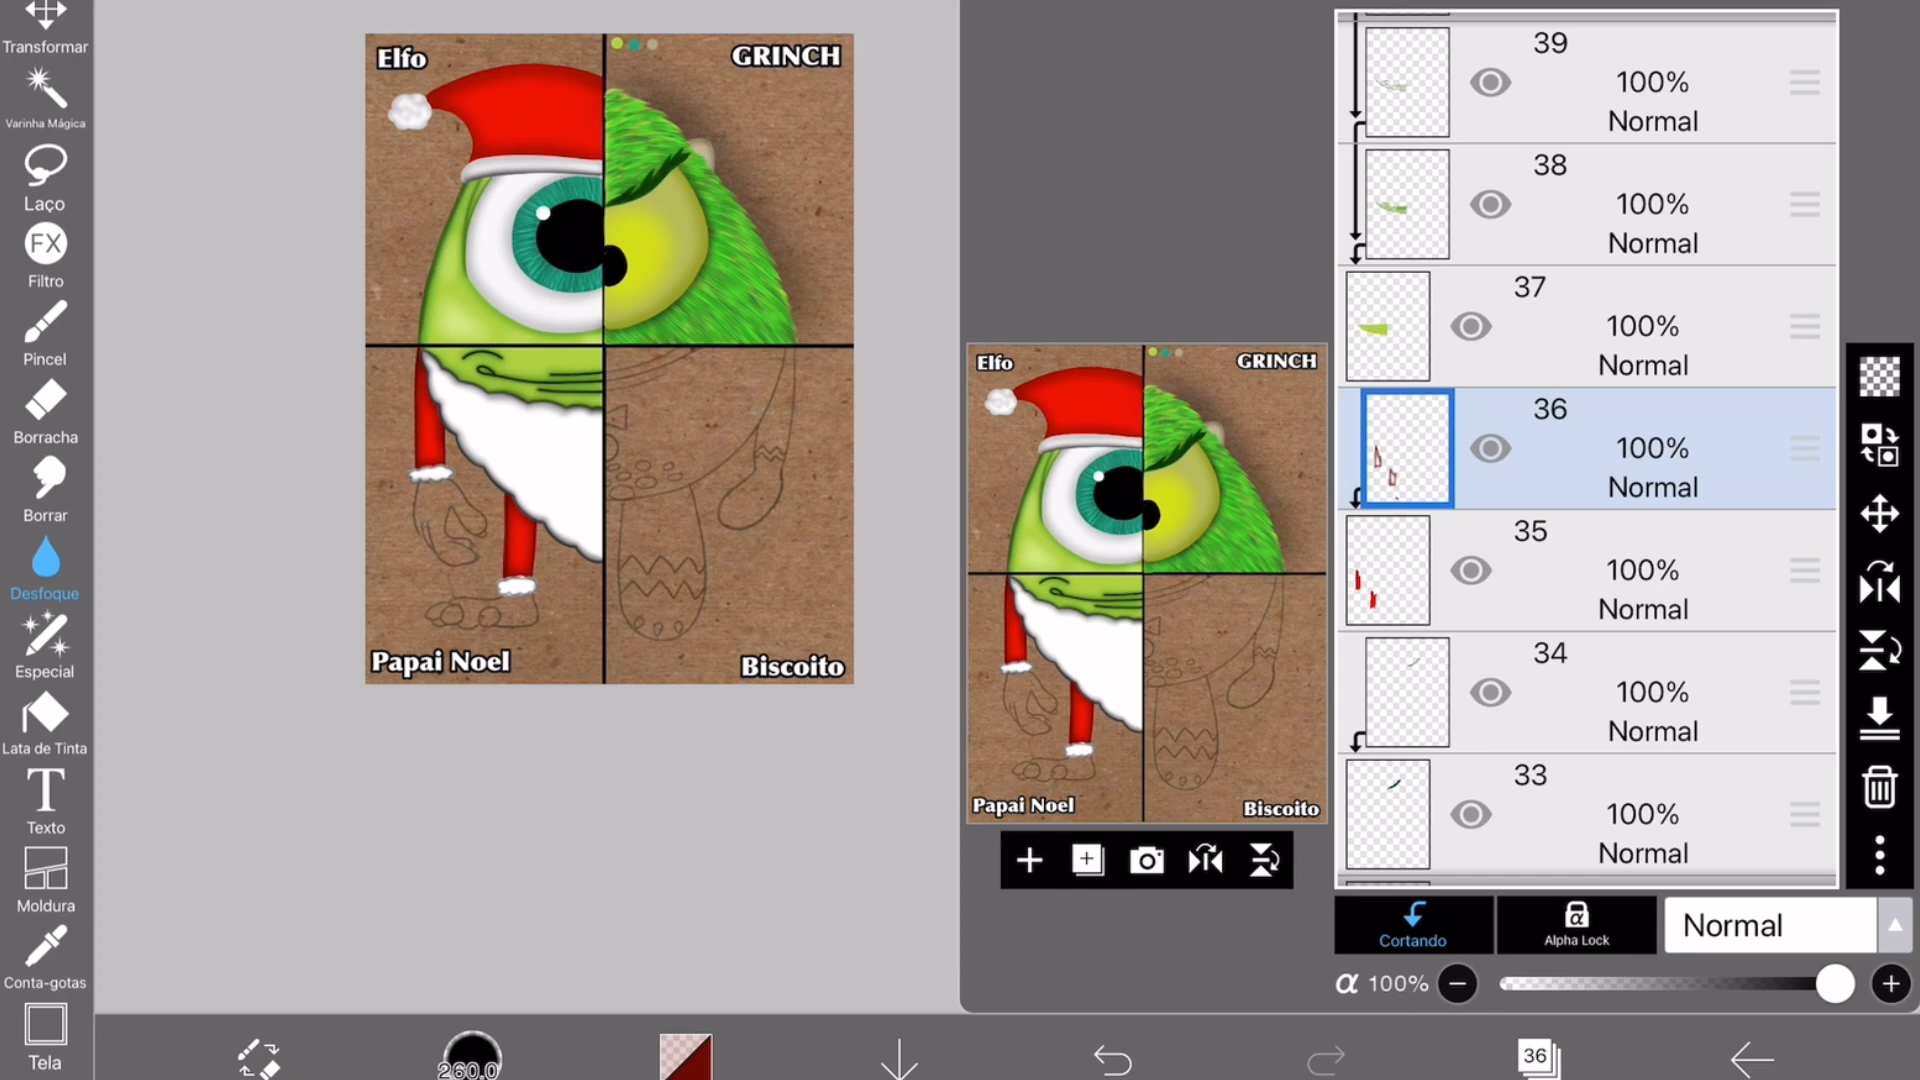 Transformar
Varinha Mágica
Laço
FX
Filtro
Pincel
Borracha
Borrar
Desfoque
Especial
Lata de Tinta
T
Texto
Moldura
Conta-gotas
Tela
Elfo
GRINCH
Papai Noel
Biscoito
Elfo
GRINCH
Papai Noel
Biscoito
39
100%
Normal
38
100%
Normal
37
100%
Normal
36
100%
Normal
35
100%
Normal
34
100%
Normal
33
100%
Normal
Cortando
α
Alpha Lock
Normal
α 100%
260.0
36